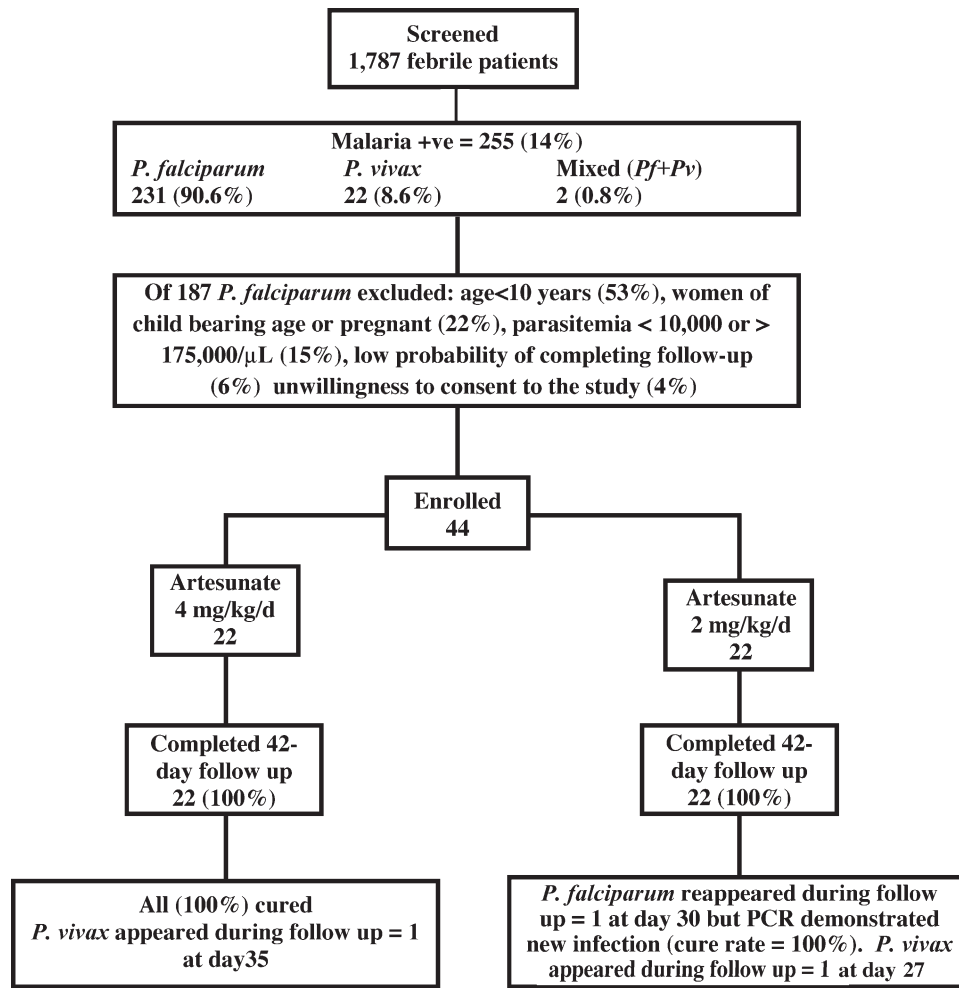 Screened
1,787 febrile patients
Malaria +ve = 255 (14%)
P. falciparum P. vivax Mixed (Pf+Pv)
231 (90.6%) 22 (8.6%) 2 (0.8%)
Of 187 P. falciparum excluded: age<10 years (53%), women of
child bearing age or pregnant (22%), parasitemia < 10,000 or >
175,000/µL (15%), low probability of completing follow-up
(6%) unwillingness to consent to the study (4%)
Enrolled
44
Artesunate
4 mg/kg/d
22
Artesunate
2 mg/kg/d
22
Completed 42-
day follow up
22 (100%)
Completed 42-
day follow up
22 (100%)
All (100%) cured
P. vivax appeared during follow up = 1
at day35
P. falciparum reappeared during follow
up = 1 at day 30 but PCR demonstrated
new infection (cure rate = 100%). P. vivax
appeared during follow up = 1 at day 27